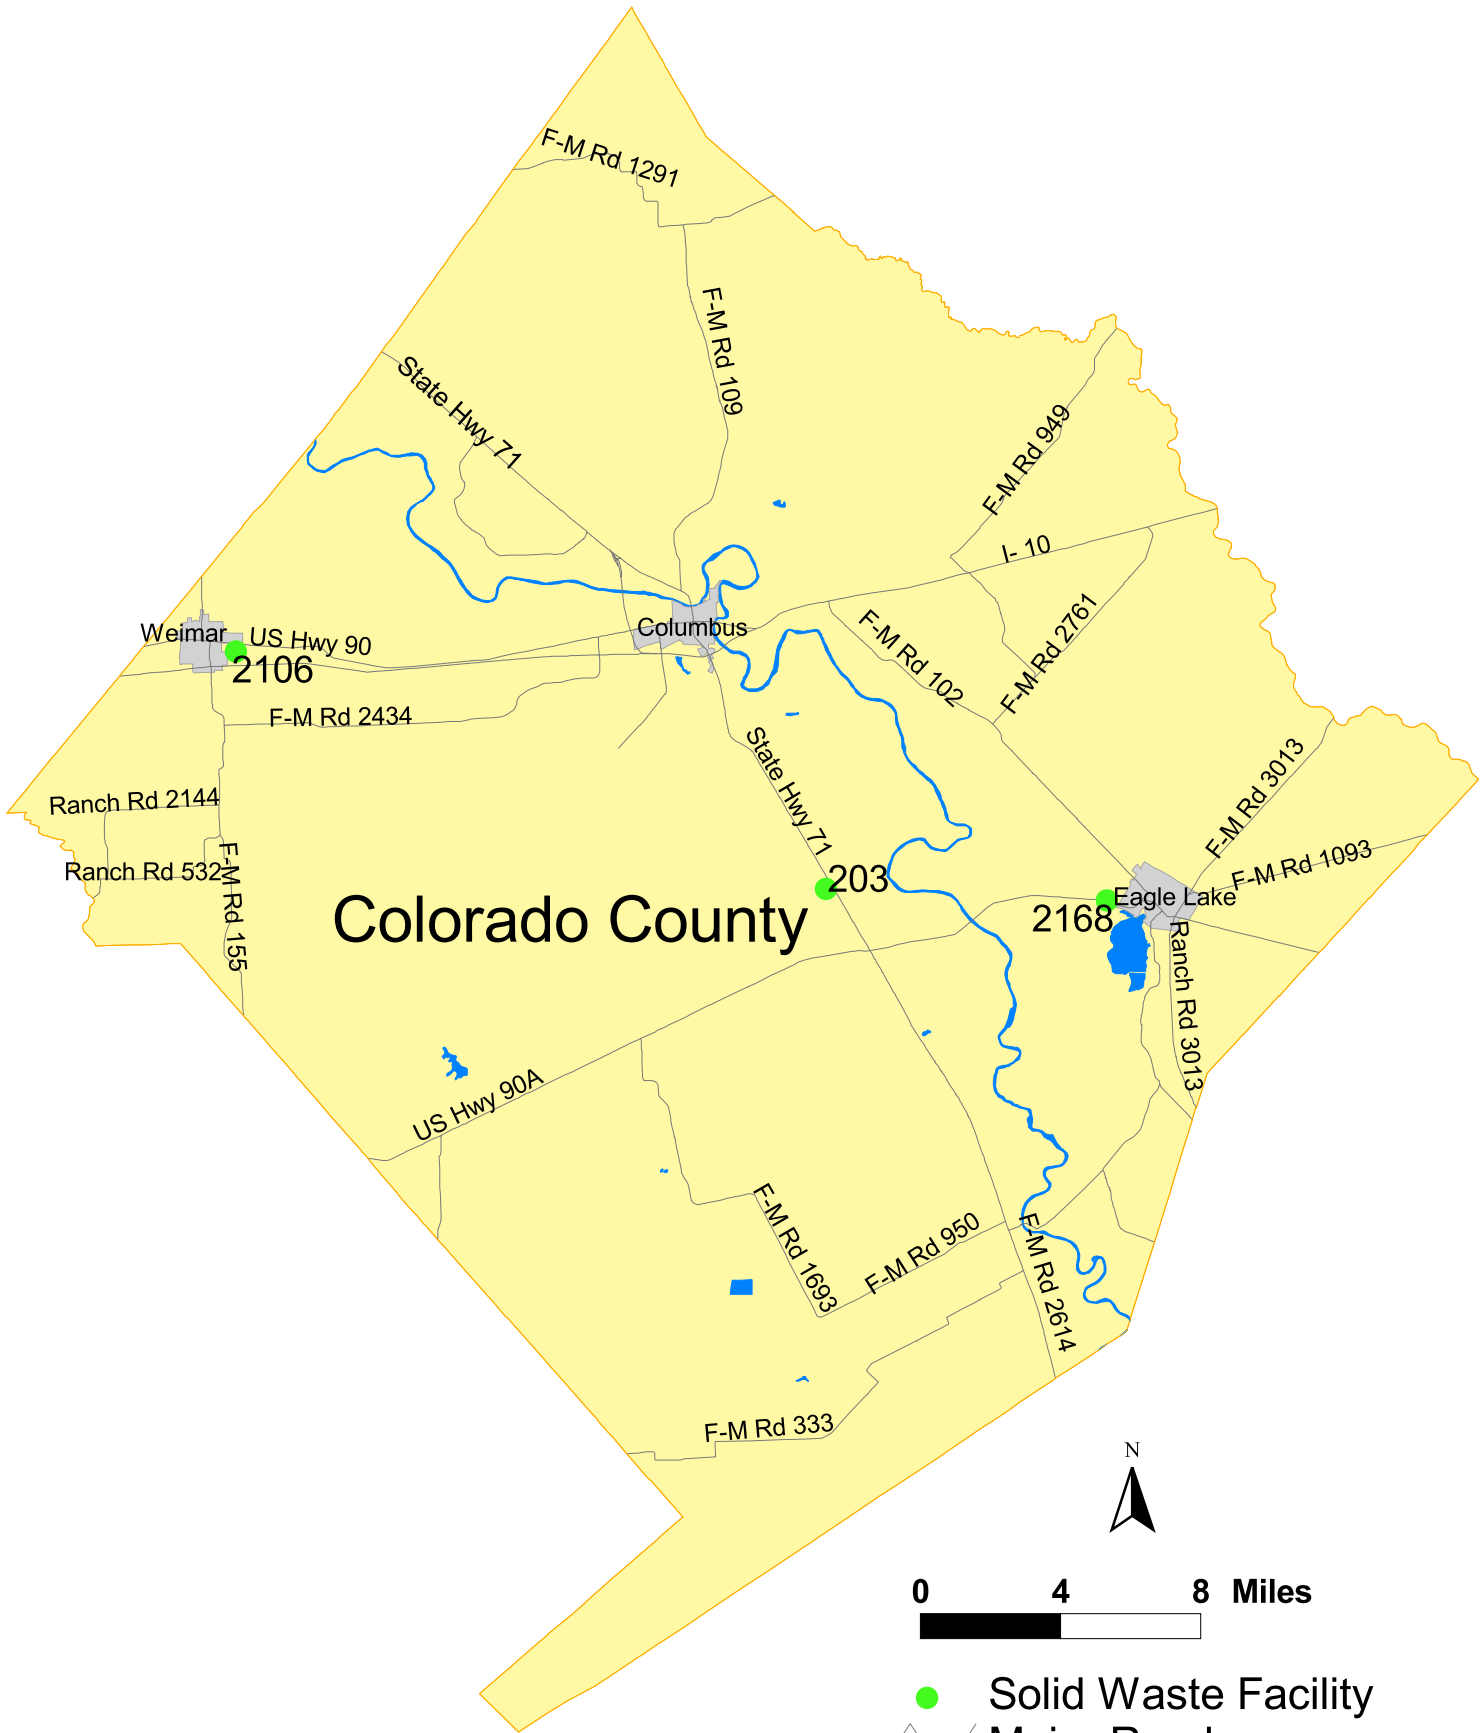 F-M Rd 1291
F-M Rd 109
State Hwy 71
F-M Rd 949
I- 10
F-M Rd 2761
F-M Rd 102
Weimar
US Hwy 90
2106
Columbus
F-M Rd 2434
State Hwy 71
F-M Rd 3013
Ranch Rd 2144
Ranch Rd 532
F-M Rd 155
F-M Rd 1093
203
Colorado County
Eagle Lake
2168
Ranch Rd 3013
US Hwy 90A
F-M Rd 1693
F-M Rd 950
F-M Rd 2614
F-M Rd 333
N
0 4 8 Miles
Solid Waste Facility